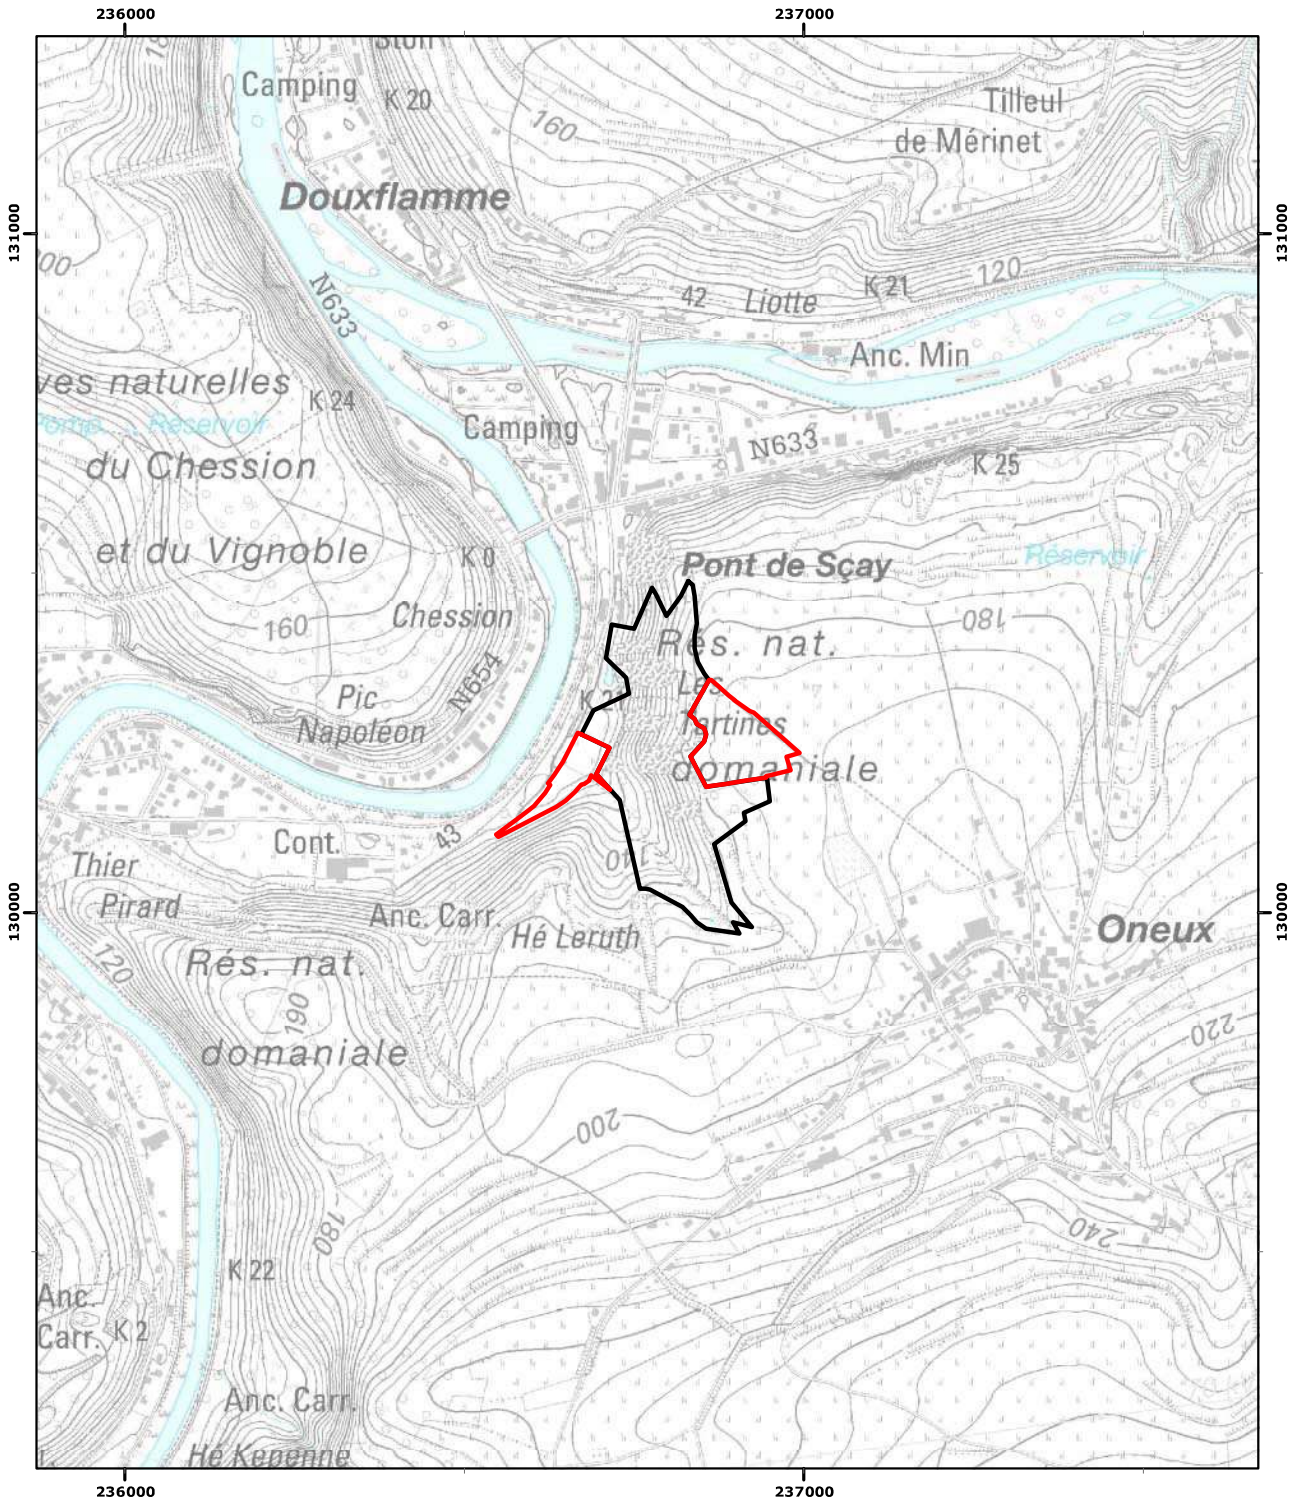 236000
237000
Camping
K 20
Tilleul
de Mérinet
160
Douxflamme
131000
131000
120
K 21
42
Liotte
N633
Anc. Min
ves naturelles
K 24
Réservoir
Camping
N633
du Chession
K 25
et du Vignoble
K 0
Pont de Sçay
Réservoir
Chession
160
180
Rés. nat.
N654
Les
Pic
Tartines
Napoléon
domaniale
43
Cont.
140
Thier
Pirard
130000
130000
Anc. Carr.
Hé Leruth
Oneux
120
Rés. nat.
190
220
domaniale
200
180
240
K 22
Anc.
Carr.
K 2
Anc. Carr.
Hé Kepenne
236000
237000